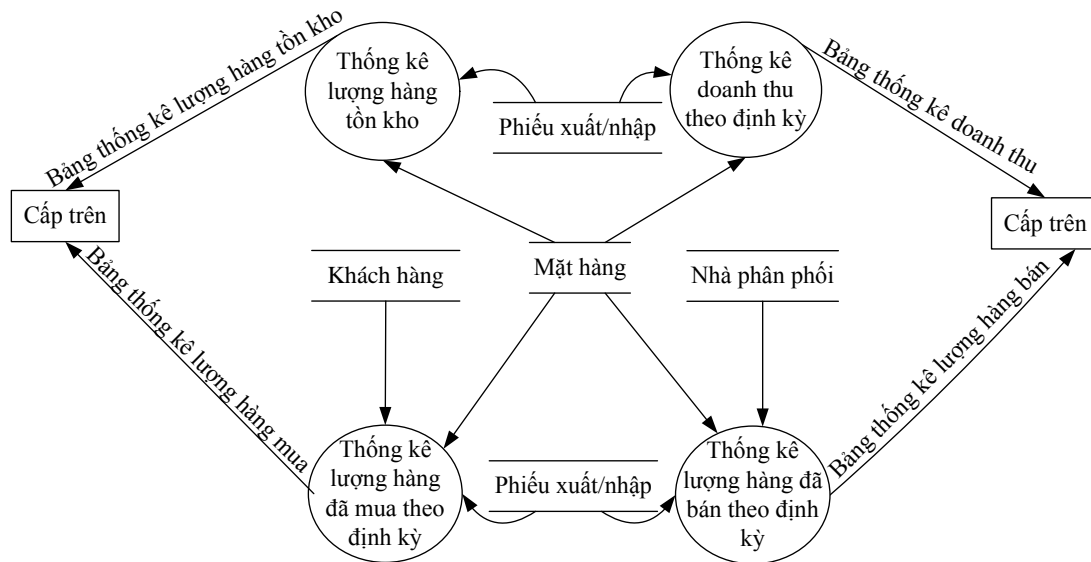 Bảng thống kê lượng hàng tồn kho
Thống kê
lượng hàng
tồn kho
Phiếu xuất/nhập
Thống kê
doanh thu
theo định kỳ
Bảng thống kê doanh thu
Cấp trên
Cấp trên
Khách hàng
Mặt hàng
Nhà phân phối
Bảng thống kê lượng hàng mua
Thống kê
lượng hàng
đã mua theo
định kỳ
Phiếu xuất/nhập
Thống kê
lượng hàng đã
bán theo định
kỳ
Bảng thống kê lượng hàng bán